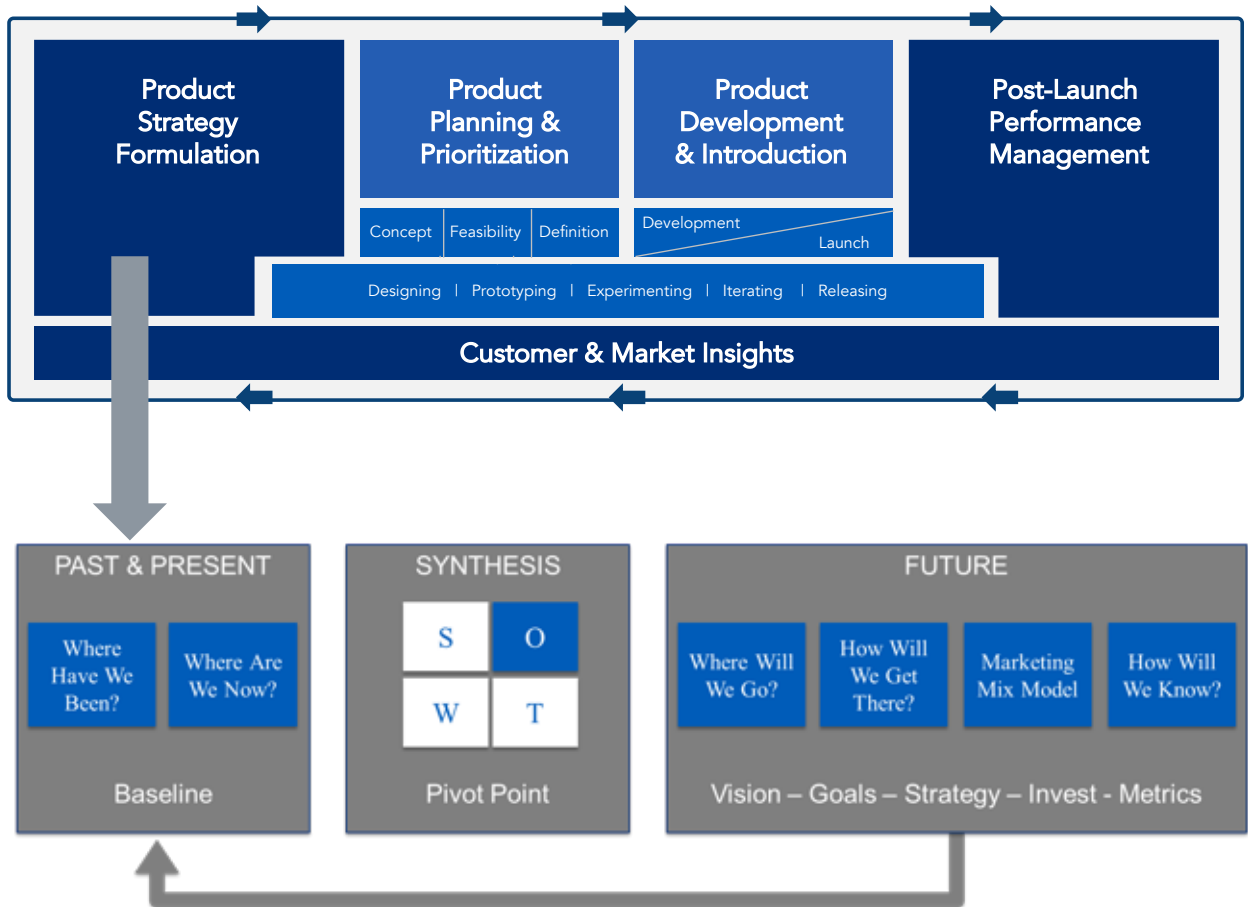 Product
Strategy
Formulation
Product
Planning &
Prioritization
Product
Development
& Introduction
Post-Launch
Performance
Management
Concept
Feasibility
Definition
Development
Launch
Designing | Prototyping | Experimenting | Iterating | Releasing
Customer & Market Insights
PAST & PRESENT
Where
Have We
Been?
Where Are
We Now?
Baseline
SYNTHESIS
S O
W T
Pivot Point
FUTURE
Where Will
We Go?
How Will
We Get
There?
Marketing
Mix Model
How Will
We Know?
Vision – Goals – Strategy – Invest - Metrics